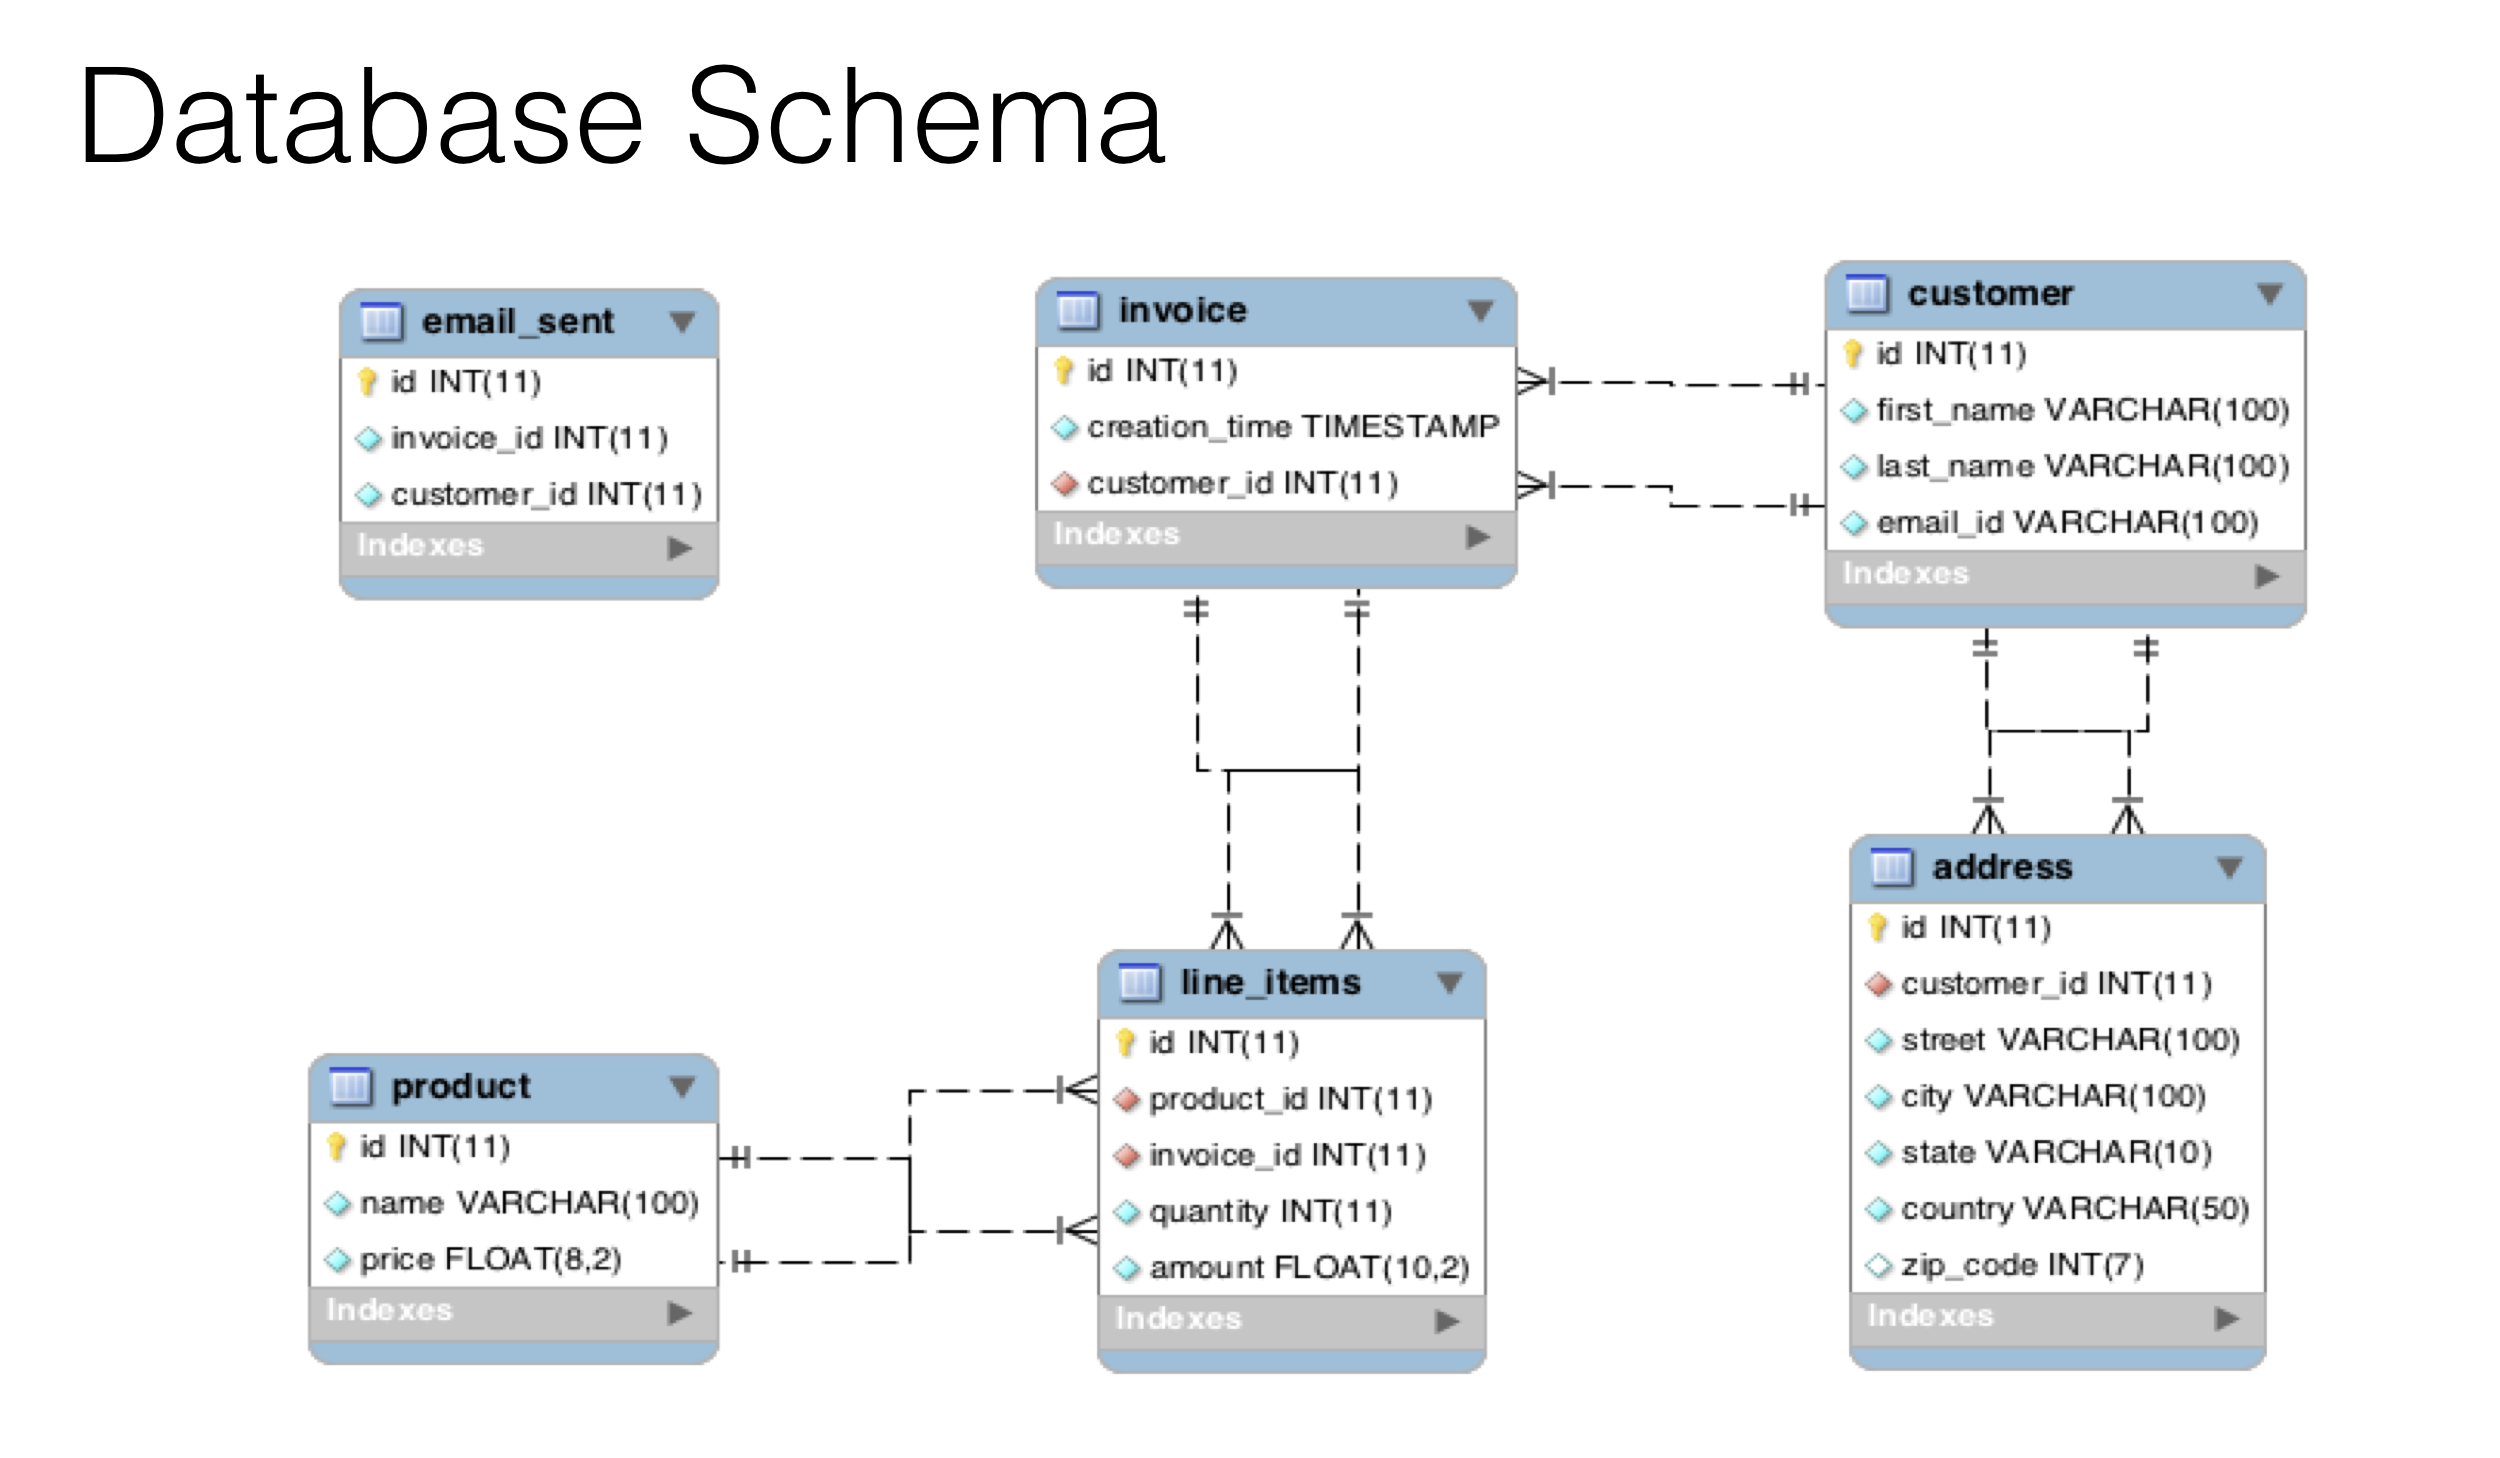 Database Schema
email_sent
id INT(11)
invoice_id INT(11)
customer_id INT(11)
Indexes
invoice
id INT(11)
creation_time TIMESTAMP
customer_id INT(11)
Indexes
customer
id INT(11)
first_name VARCHAR(100)
last_name VARCHAR(100)
email_id VARCHAR(100)
Indexes
product
id INT(11)
name VARCHAR(100)
price FLOAT(8,2)
Indexes
line_items
id INT(11)
product_id INT(11)
invoice_id INT(11)
quantity INT(11)
amount FLOAT(10,2)
Indexes
address
id INT(11)
customer_id INT(11)
street VARCHAR(100)
city VARCHAR(100)
state VARCHAR(10)
country VARCHAR(50)
zip_code INT(7)
Indexes